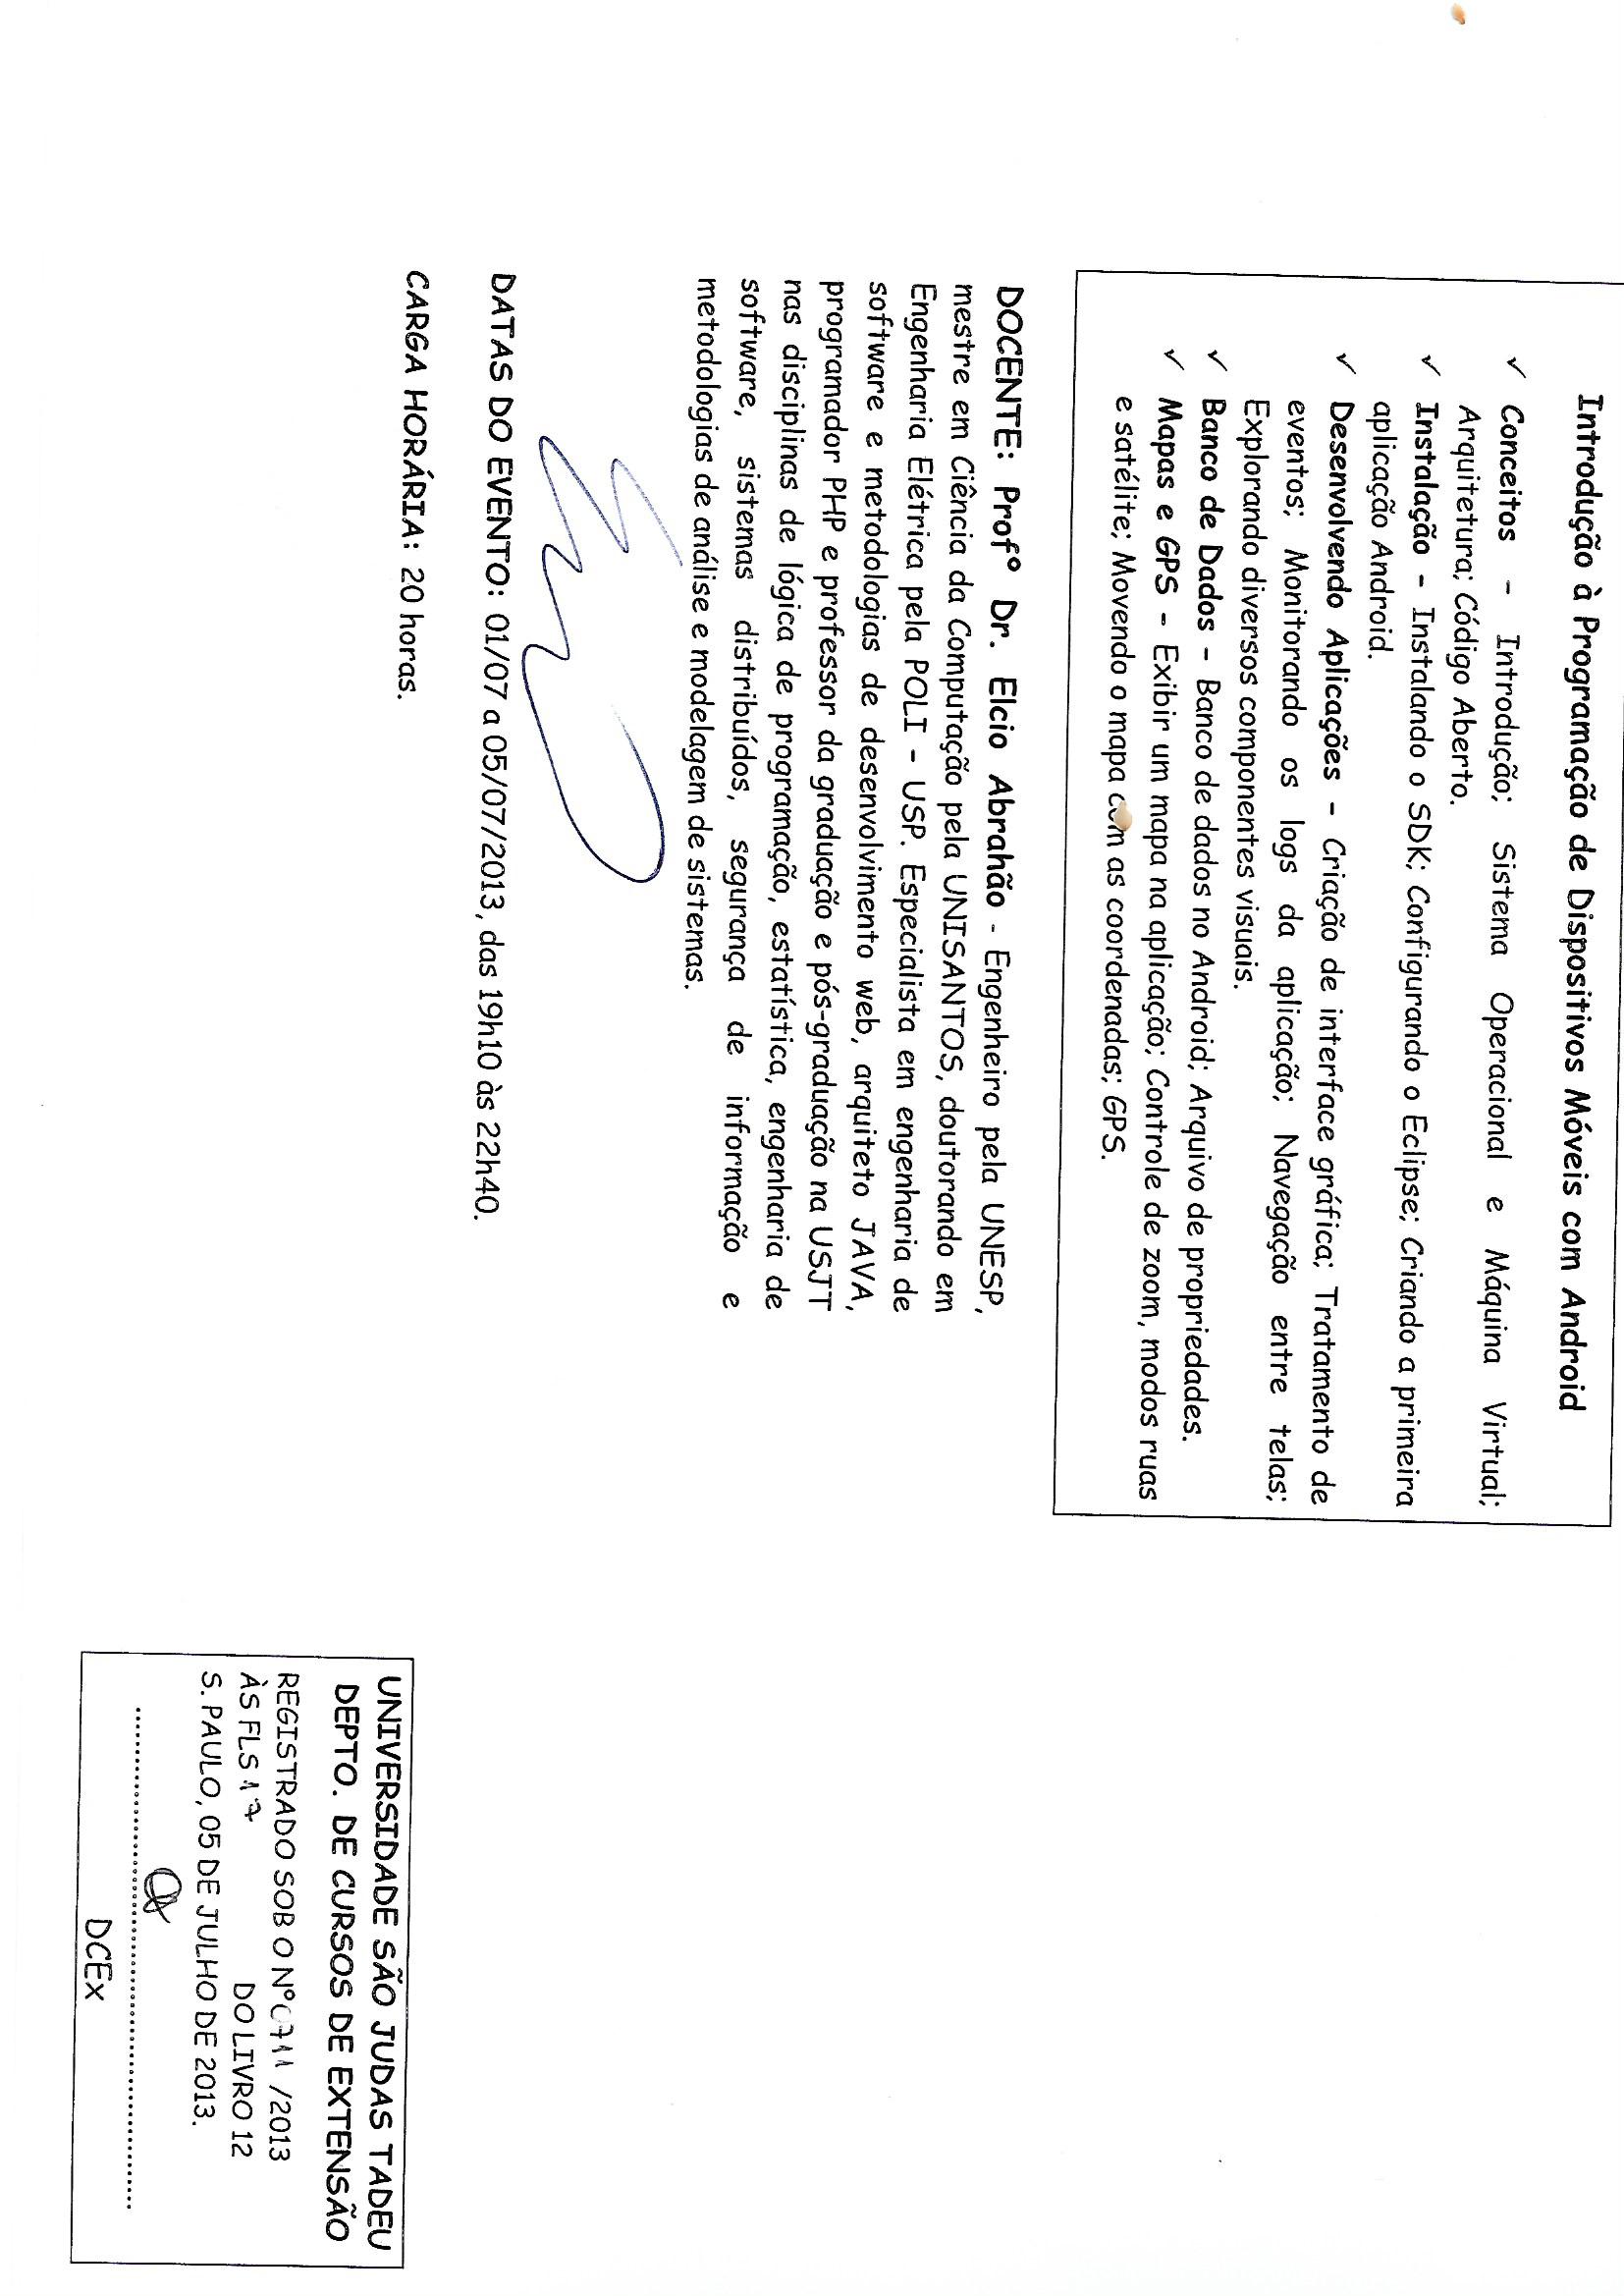 Introdução à Programação de Dispositivos Móveis com Android
✓ Conceitos - Introdução; Sistema Operacional e Máquina Virtual;
Arquitetura; Código Aberto.
✓ Instalação - Instalando o SDK; Configurando o Eclipse; Criando a primeira
aplicação Android.
✓ Desenvolvendo Aplicações - Criação de interface gráfica; Tratamento de
eventos; Monitorando os logs da aplicação; Navegação entre telas;
Explorando diversos componentes visuais.
✓ Banco de Dados - Banco de dados no Android; Arquivo de propriedades.
✓ Mapas e GPS - Exibir um mapa na aplicação; Controle de zoom, modos ruas
e satélite; Movendo o mapa com as coordenadas; GPS.
DOCENTE: Profº Dr. Elcio Abrahão - Engenheiro pela UNESP,
mestre em Ciência da Computação pela UNISANTOS, doutorando em
Engenharia Elétrica pela POLI - USP. Especialista em engenharia de
software e metodologias de desenvolvimento web, arquiteto JAVA,
programador PHP e professor da graduação e pós-graduação na USJT
nas disciplinas de lógica de programação, estatística, engenharia de
software, sistemas distribuídos, segurança de informação e
metodologias de análise e modelagem de sistemas.
DATAS DO EVENTO: 01/07 a 05/07/2013, das 19h10 às 22h40.
CARGA HORÁRIA: 20 horas.
UNIVERSIDADE SÃO JUDAS TADEU
DEPTO. DE CURSOS DE EXTENSÃO
REGISTRADO SOB O Nº 0711 /2013
ÀS FLS 17 DO LIVRO 12
S. PAULO, 05 DE JULHO DE 2013.
DCEx